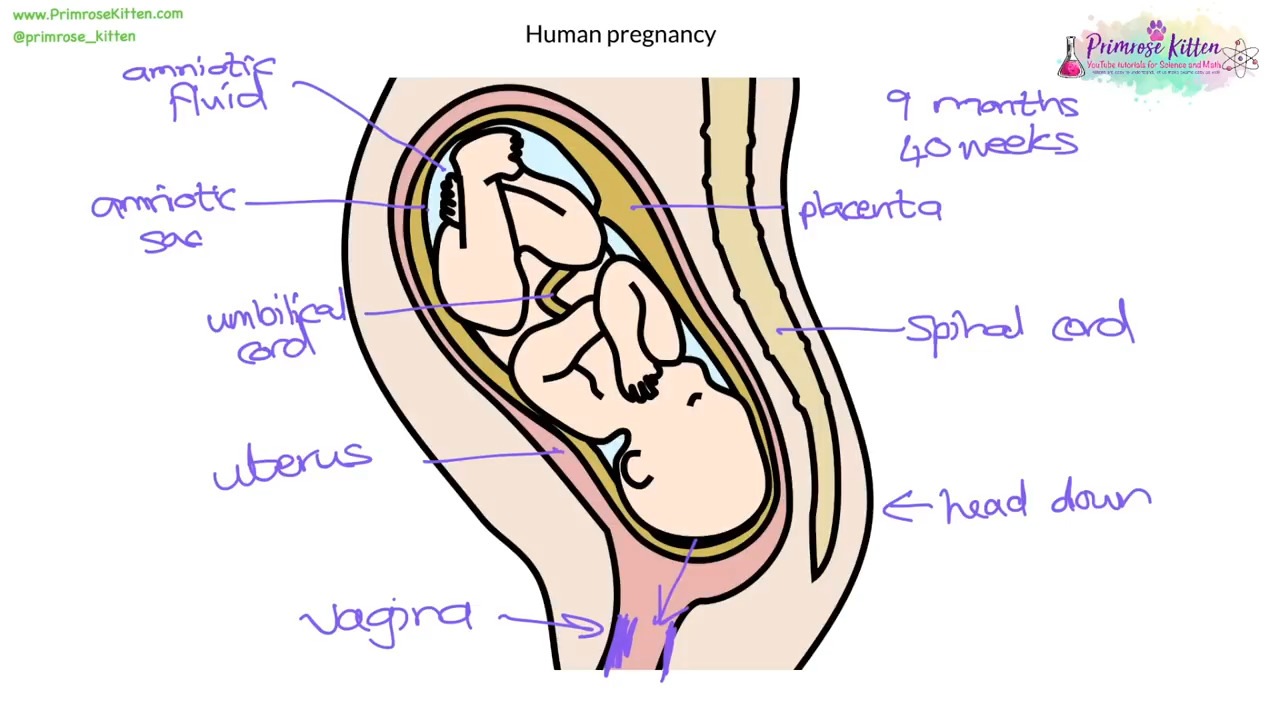 www.PrimroseKitten.com
@primrose_kitten
Human pregnancy
Primrose Kitten
YouTube tutorials for Science and Math
amniotic
fluid
9 months
40 weeks
amniotic
sac
placenta
umbilical
cord
spinal cord
uterus
← head down
vagina